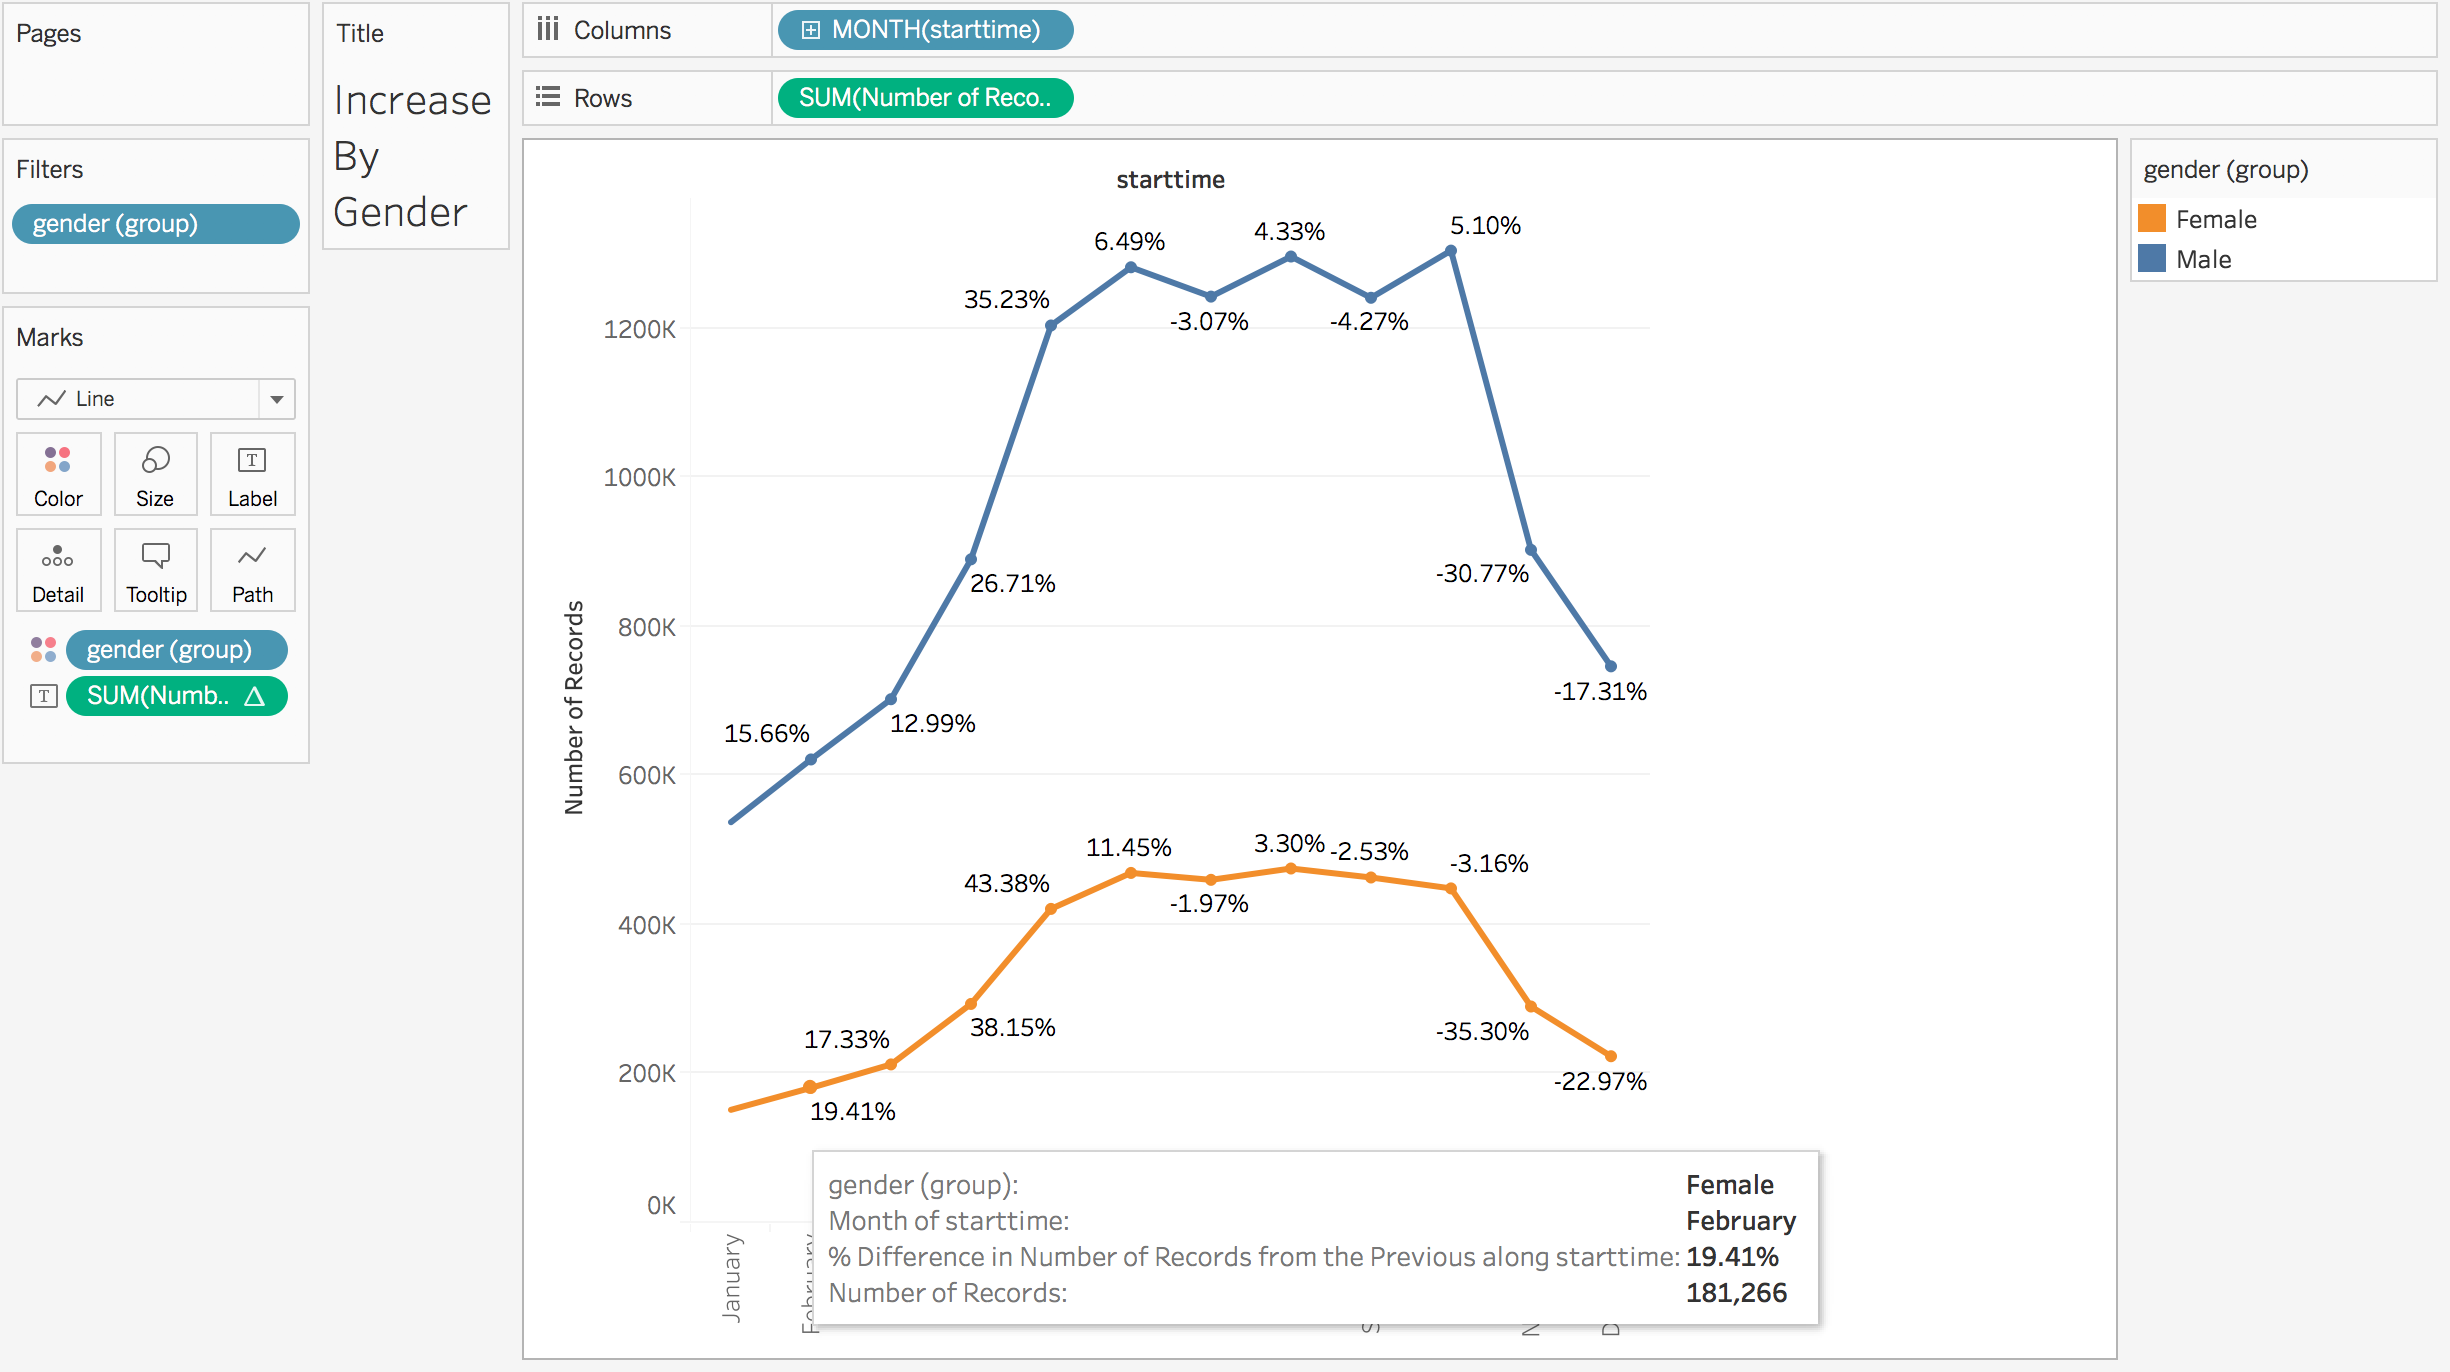 Pages
Filters
gender (group)
Marks
Line
Color Size Label
Detail Tooltip Path
gender (group)
SUM(Numb.. Δ
Title
Increase
By
Gender
Columns MONTH(starttime)
Rows SUM(Number of Reco..
starttime
Number of Records
1200K
1000K
800K
600K
400K
200K
0K
15.66%
12.99%
26.71%
35.23%
6.49%
-3.07%
4.33%
-4.27%
5.10%
-30.77%
-17.31%
19.41%
17.33%
38.15%
43.38%
11.45%
-1.97%
3.30%
-2.53%
-3.16%
-35.30%
-22.97%
January
February
gender (group): Female
Month of starttime: February
% Difference in Number of Records from the Previous along starttime: 19.41%
Number of Records: 181,266
gender (group)
Female
Male